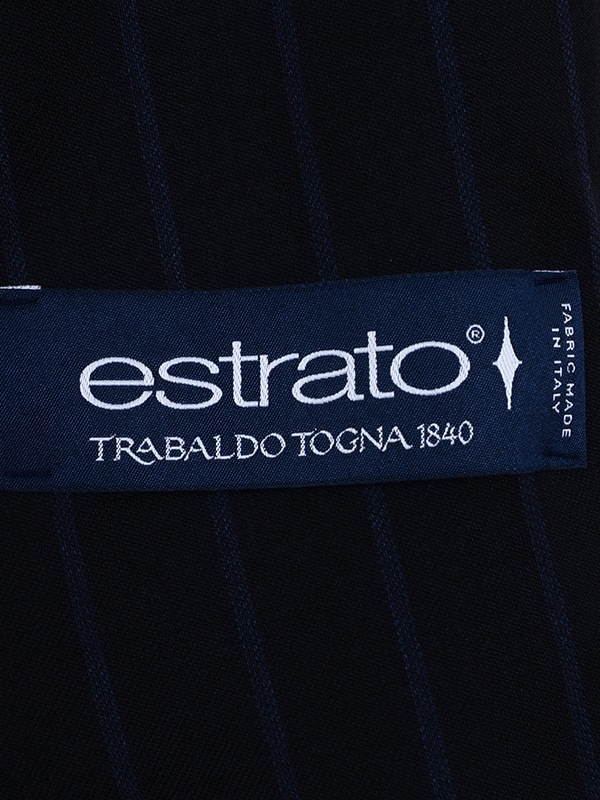 estrato®
TRABALDO TOGNA 1840
FABRIC MADE
IN ITALY